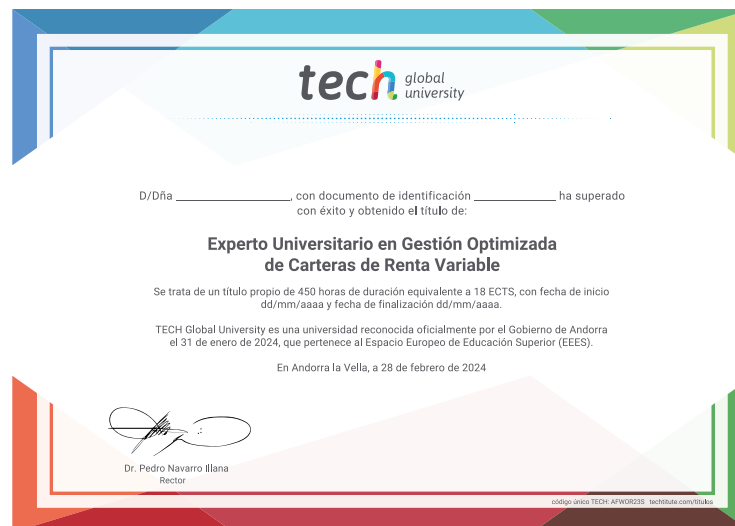 tech global university
D/Dña ______________, con documento de identificación ______________ ha superado
con éxito y obtenido el título de:
Experto Universitario en Gestión Optimizada
de Carteras de Renta Variable
Se trata de un título propio de 450 horas de duración equivalente a 18 ECTS, con fecha de inicio
dd/mm/aaaa y fecha de finalización dd/mm/aaaa.
TECH Global University es una universidad reconocida oficialmente por el Gobierno de Andorra
el 31 de enero de 2024, que pertenece al Espacio Europeo de Educación Superior (EEES).
En Andorra la Vella, a 28 de febrero de 2024
Dr. Pedro Navarro Illana
Rector
código único TECH: AFWOR23S techtitute.com/titulos